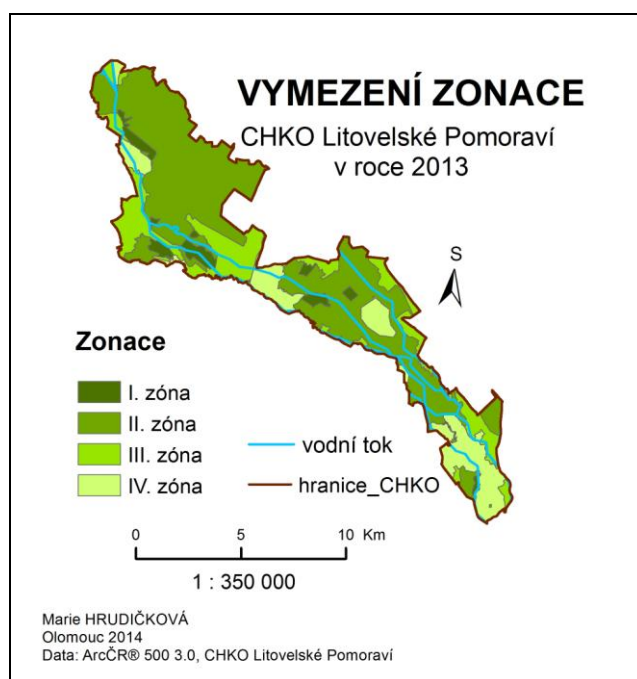 VYMEZENÍ ZONACE
CHKO Litovelské Pomoraví
v roce 2013
S
Zonace
I. zóna
II. zóna
III. zóna
IV. zóna
vodní tok
hranice_CHKO
0 5 10 Km
1 : 350 000
Marie HRUDIČKOVÁ
Olomouc 2014
Data: ArcČR® 500 3.0, CHKO Litovelské Pomoraví